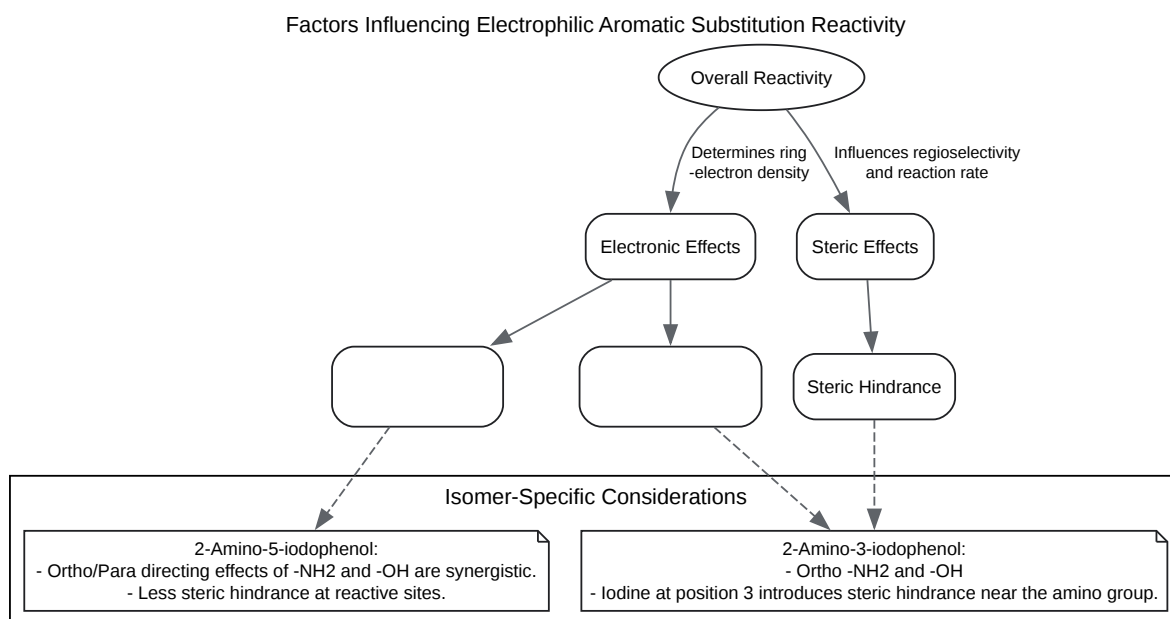 Factors Influencing Electrophilic Aromatic Substitution Reactivity
Overall Reactivity
Determines ring
-electron density
Influences regioselectivity
and reaction rate
Electronic Effects
Steric Effects
Steric Hindrance
Isomer-Specific Considerations
2-Amino-5-iodophenol:
- Ortho/Para directing effects of -NH2 and -OH are synergistic.
- Less steric hindrance at reactive sites.
2-Amino-3-iodophenol:
- Ortho -NH2 and -OH
- Iodine at position 3 introduces steric hindrance near the amino group.